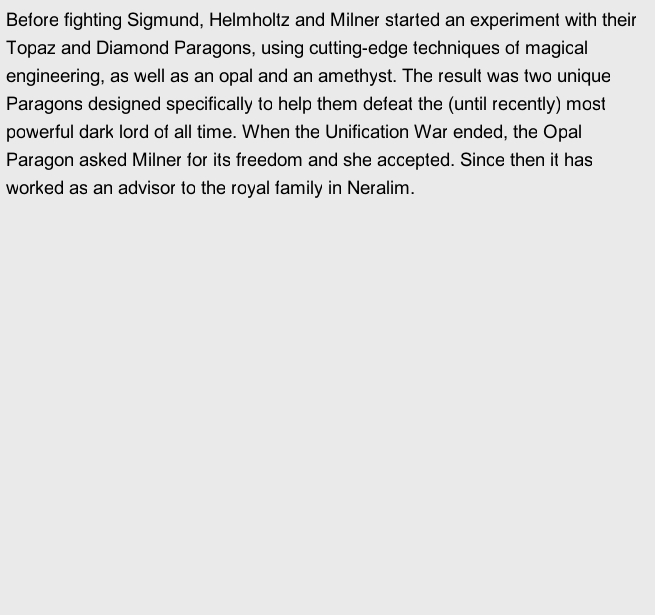 Before fighting Sigmund, Helmholtz and Milner started an experiment with their
Topaz and Diamond Paragons, using cutting-edge techniques of magical
engineering, as well as an opal and an amethyst. The result was two unique
Paragons designed specifically to help them defeat the (until recently) most
powerful dark lord of all time. When the Unification War ended, the Opal
Paragon asked Milner for its freedom and she accepted. Since then it has
worked as an advisor to the royal family in Neralim.